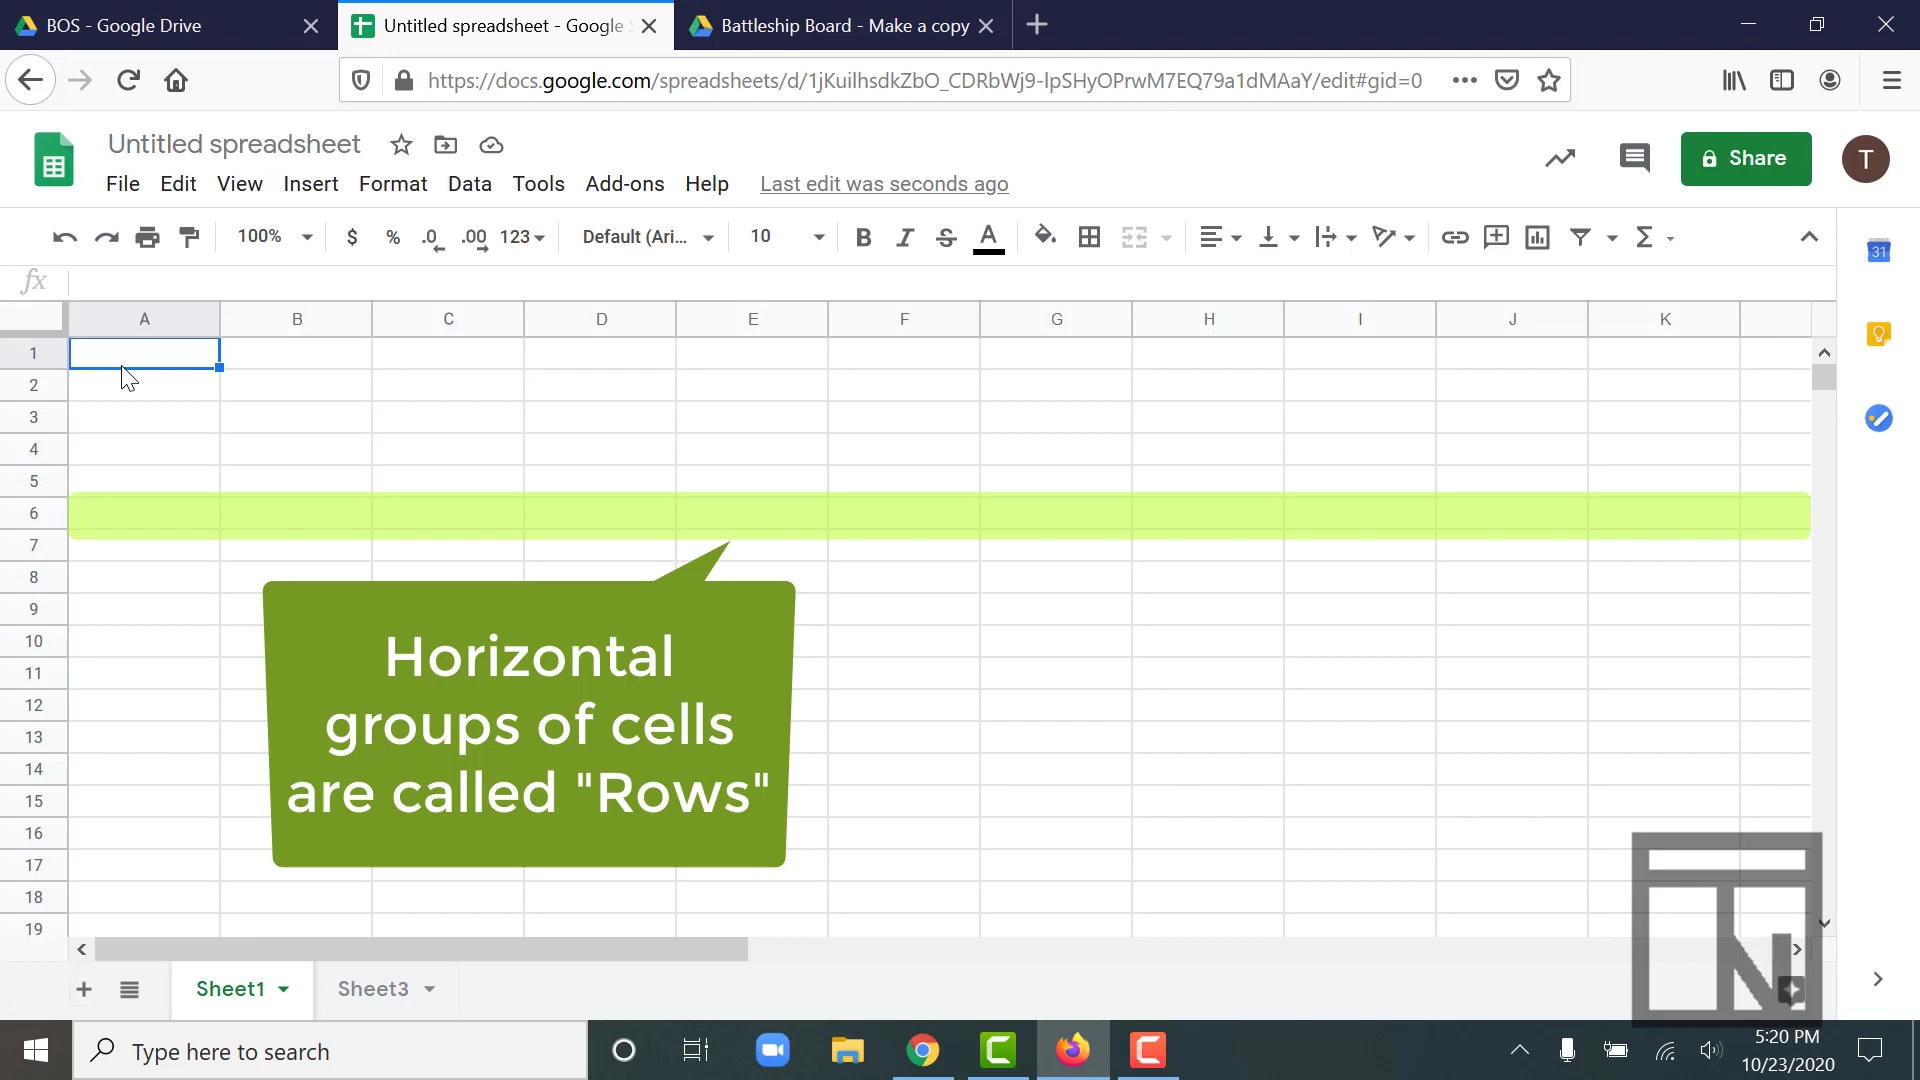 BOS - Google Drive
Untitled spreadsheet - Google
Battleship Board - Make a copy
https://docs.google.com/spreadsheets/d/1jKuilhsdkZbO_CDRbWj9-lpSHyOPrwM7EQ79a1dMAaY/edit#gid=0
Untitled spreadsheet
Share
T
File Edit View Insert Format Data Tools Add-ons Help Last edit was seconds ago
100% $ % .0 .00 123 Default (Ari... 10 B I S A Σ
31
fx
A B C D E F G H I J K
1
2
3
4
5
6
7
8
9
10
11
12
13
14
15
16
17
18
19
Horizontal
groups of cells
are called "Rows"
TN
Sheet1 Sheet3
Type here to search
5:20 PM
10/23/2020